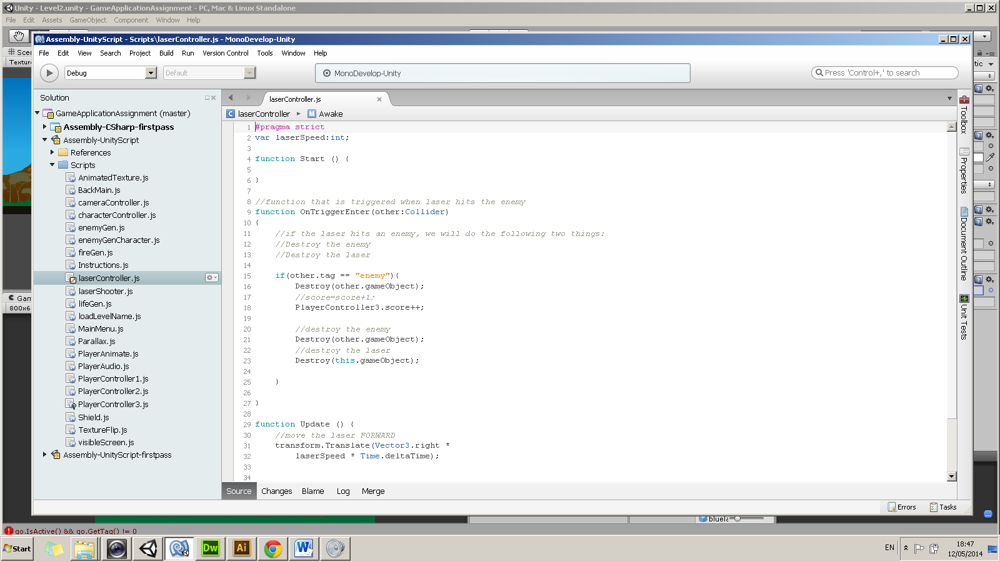 Unity - Level2.unity - GameApplicationAssignment - PC, Mac & Linux Standalone
File Edit Assets GameObject Component Window Help
Assembly-UnityScript - Scripts\laserController.js - MonoDevelop-Unity
File Edit View Search Project Build Run Version Control Tools Window Help
Debug Default MonoDevelop-Unity Press 'Control+,' to search
Solution
GameApplicationAssignment (master)
Assembly-CSharp-firstpass
Assembly-UnityScript
References
Scripts
AnimatedTexture.js
BackMain.js
cameraController.js
characterController.js
enemyGen.js
enemyGenCharacter.js
fireGen.js
Instructions.js
laserController.js
laserShooter.js
lifeGen.js
loadLevelName.js
MainMenu.js
Parallax.js
PlayerAnimate.js
PlayerAudio.js
PlayerController1.js
PlayerController2.js
PlayerController3.js
Shield.js
TextureFlip.js
visibleScreen.js
Assembly-UnityScript-firstpass
laserController.js
laserController Awake
1 #pragma strict
2 var laserSpeed:int;
3
4 function Start () {
5
6 }
7
8 //function that is triggered when laser hits the enemy
9 function OnTriggerEnter(other:Collider)
10 {
11 //if the laser hits an enemy, we will do the following two things:
12 //Destroy the enemy
13 //Destroy the laser
14
15 if(other.tag == "enemy"){
16 Destroy(other.gameObject);
17 //score=score+1;
18 PlayerController3.score++;
19
20 //destroy the enemy
21 Destroy(other.gameObject);
22 //destroy the laser
23 Destroy(this.gameObject);
24
25 }
26
27 }
28
29 function Update () {
30 //move the laser FORWARD
31 transform.Translate(Vector3.right *
32 laserSpeed * Time.deltaTime);
33
34
Source Changes Blame Log Merge
Toolbox
Properties
Document Outline
Unit Tests
Errors Tasks
Scen
Textur
Gam
800x6
tic
bluela
go.IsActive() && go.GetTag() != 0
Start
Dw
Ai
W
EN
18:47
12/05/2014